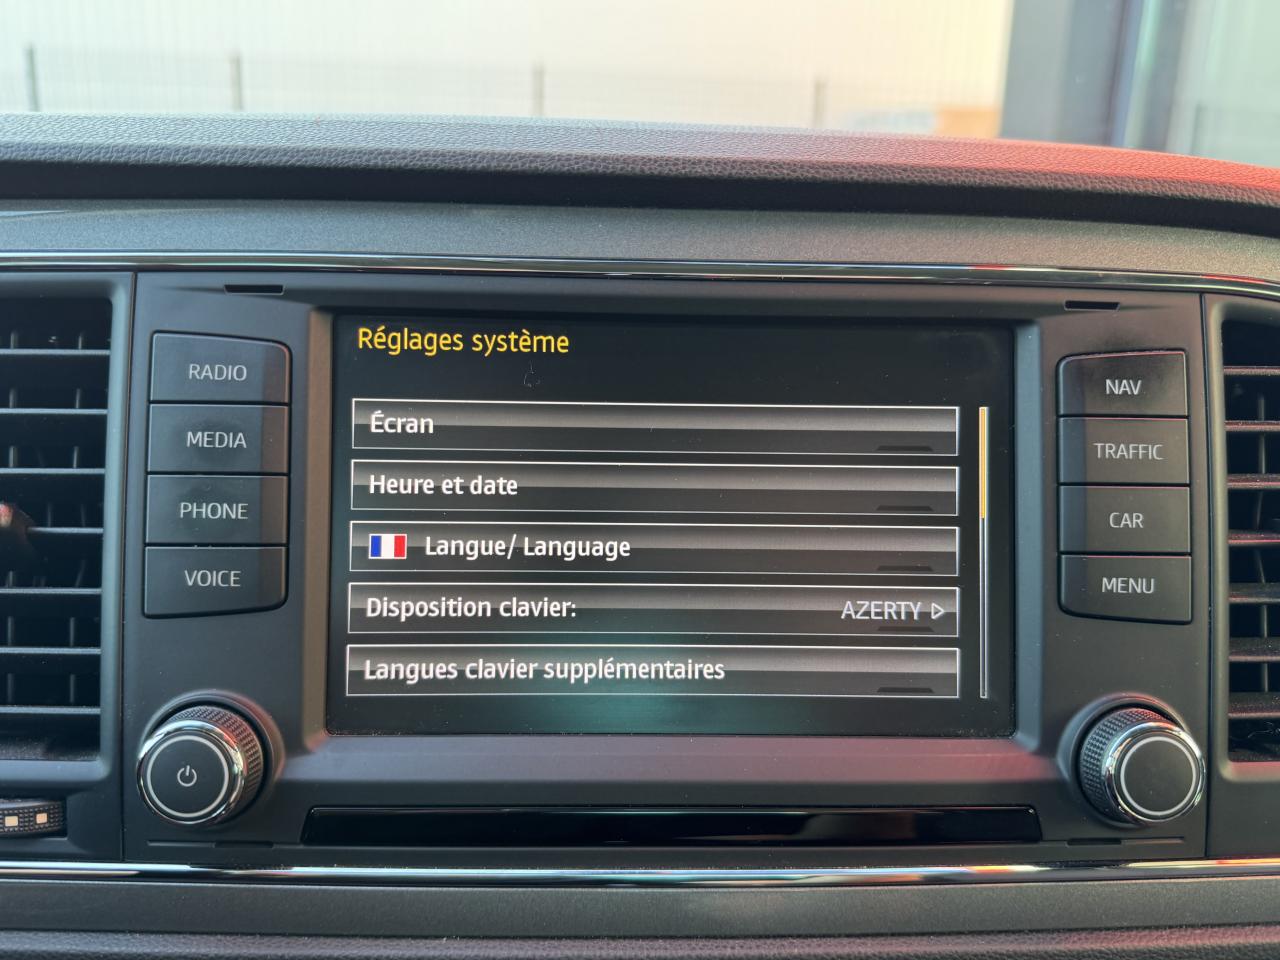 Réglages système
Écran
Heure et date
Langue/ Language
Disposition clavier: AZERTY
Langues clavier supplémentaires
RADIO
MEDIA
PHONE
VOICE
NAV
TRAFFIC
CAR
MENU